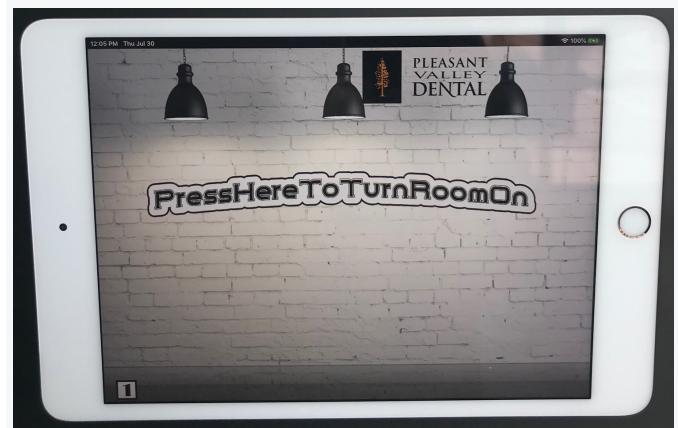 12:05 PM Thu Jul 30
100%
PLEASANT
VALLEY
DENTAL
PressHereToTurnRoomOn
1